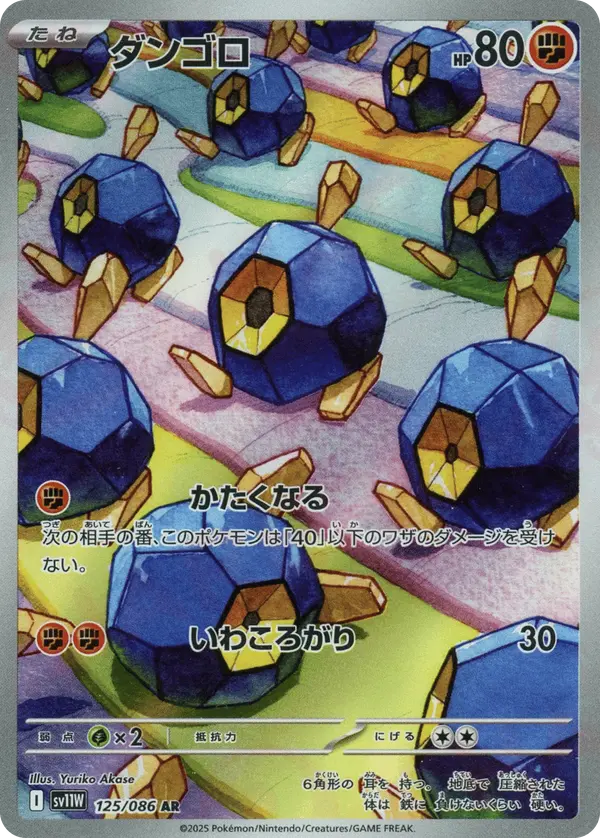 たね ダンゴロ HP80
かたくなる
次の相手の番、このポケモンは「40」以下のワザのダメージを受け
ない。
いわころがり 30
弱点 ×2 抵抗力 にげる
Illus. Yuriko Akase
6角形の 耳を 持つ。地底で 圧縮された
体は 鉄に 負けないくらい 硬い。
I sv11W 125/086 AR
©2025 Pokémon/Nintendo/Creatures/GAME FREAK.